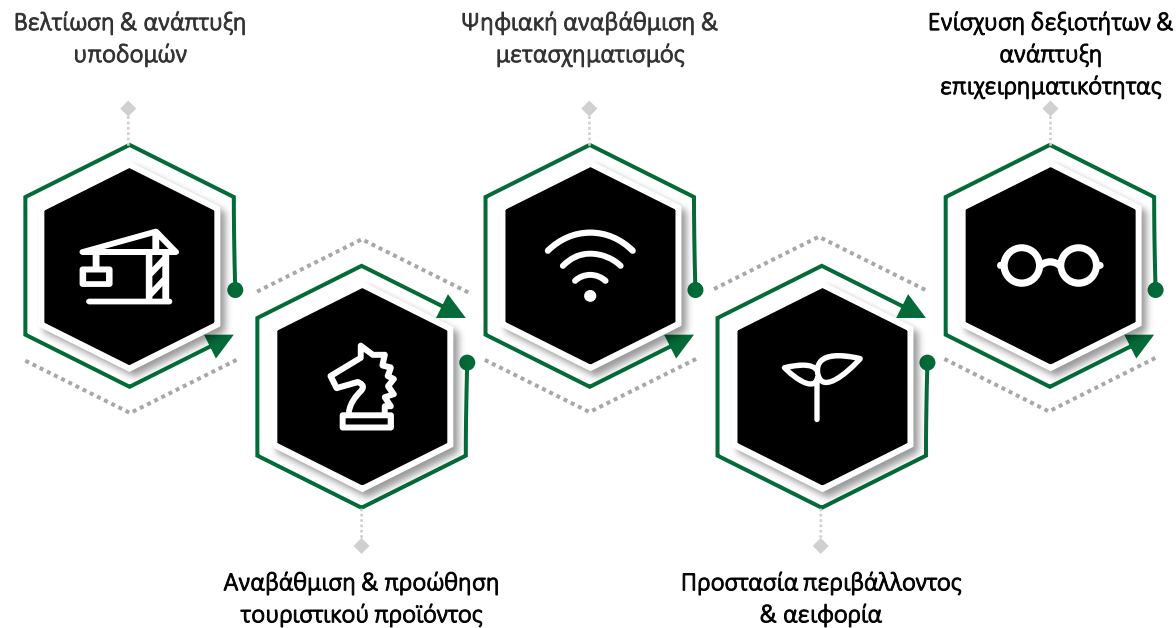 Βελτίωση & ανάπτυξη
υποδομών
Ψηφιακή αναβάθμιση &
μετασχηματισμός
Ενίσχυση δεξιοτήτων &
ανάπτυξη
επιχειρηματικότητας
Αναβάθμιση & προώθηση
τουριστικού προϊόντος
Προστασία περιβάλλοντος
& αειφορία